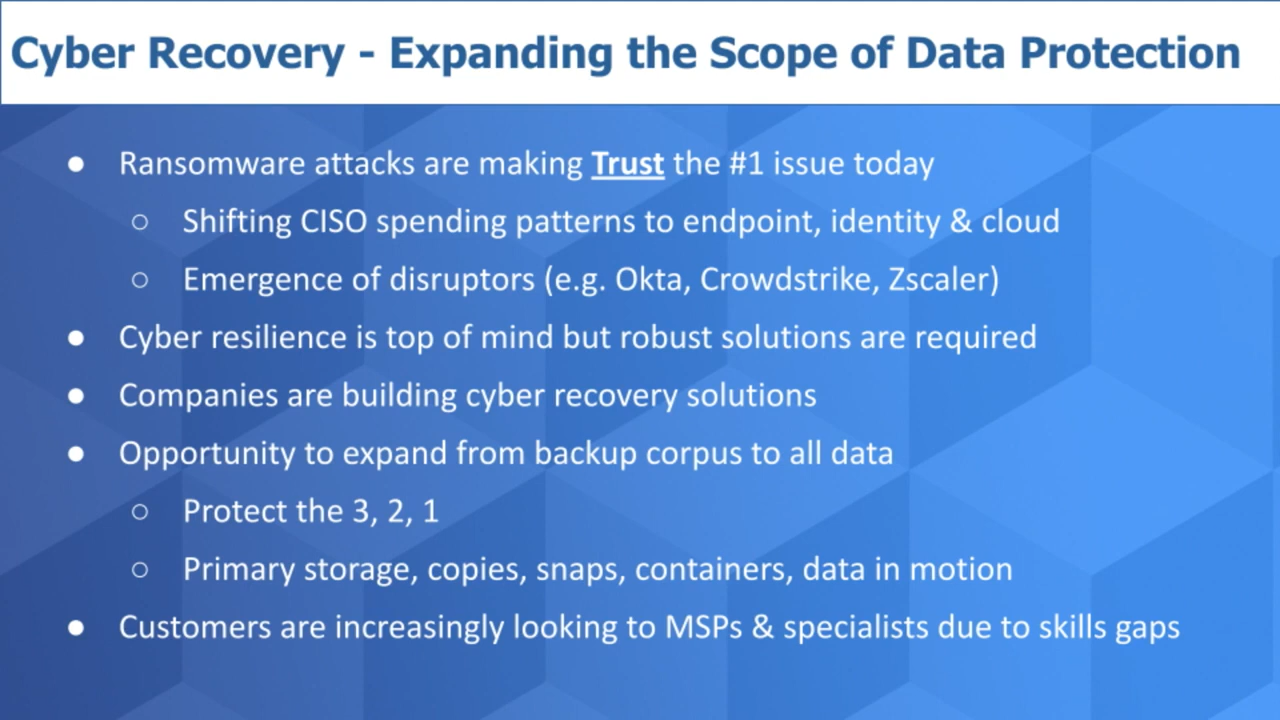 Cyber Recovery - Expanding the Scope of Data Protection
● Ransomware attacks are making Trust the #1 issue today
○ Shifting CISO spending patterns to endpoint, identity & cloud
○ Emergence of disruptors (e.g. Okta, Crowdstrike, Zscaler)
● Cyber resilience is top of mind but robust solutions are required
● Companies are building cyber recovery solutions
● Opportunity to expand from backup corpus to all data
○ Protect the 3, 2, 1
○ Primary storage, copies, snaps, containers, data in motion
● Customers are increasingly looking to MSPs & specialists due to skills gaps